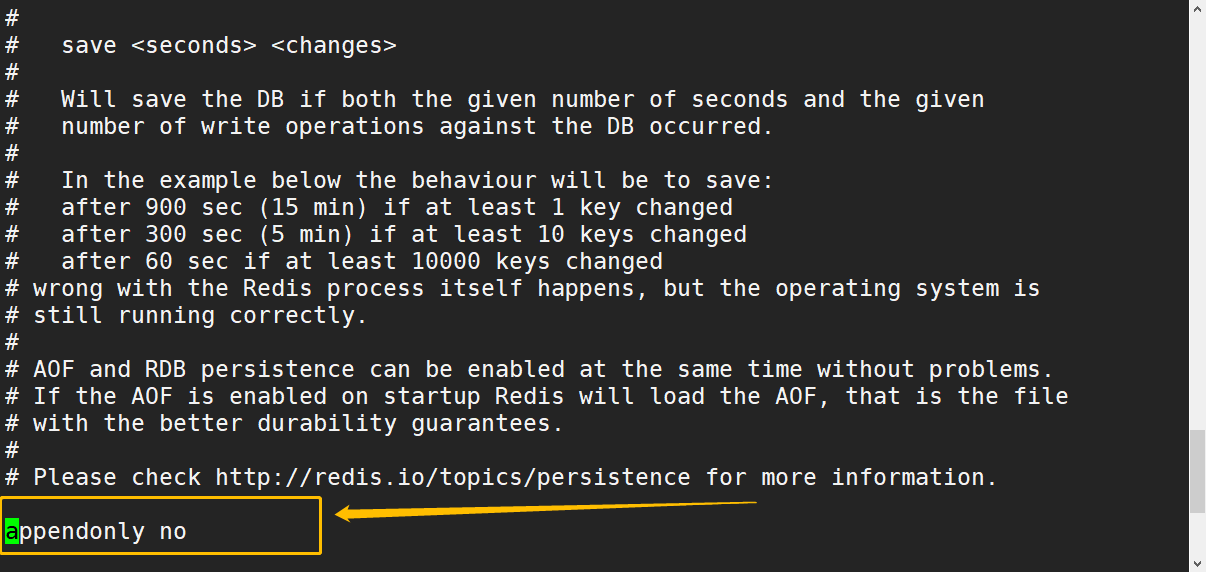 #
#   save <seconds> <changes>
#
#   Will save the DB if both the given number of seconds and the given
#   number of write operations against the DB occurred.
#
#   In the example below the behaviour will be to save:
#   after 900 sec (15 min) if at least 1 key changed
#   after 300 sec (5 min) if at least 10 keys changed
#   after 60 sec if at least 10000 keys changed
# wrong with the Redis process itself happens, but the operating system is
# still running correctly.
#
# AOF and RDB persistence can be enabled at the same time without problems.
# If the AOF is enabled on startup Redis will load the AOF, that is the file
# with the better durability guarantees.
#
# Please check http://redis.io/topics/persistence for more information.
appendonly no